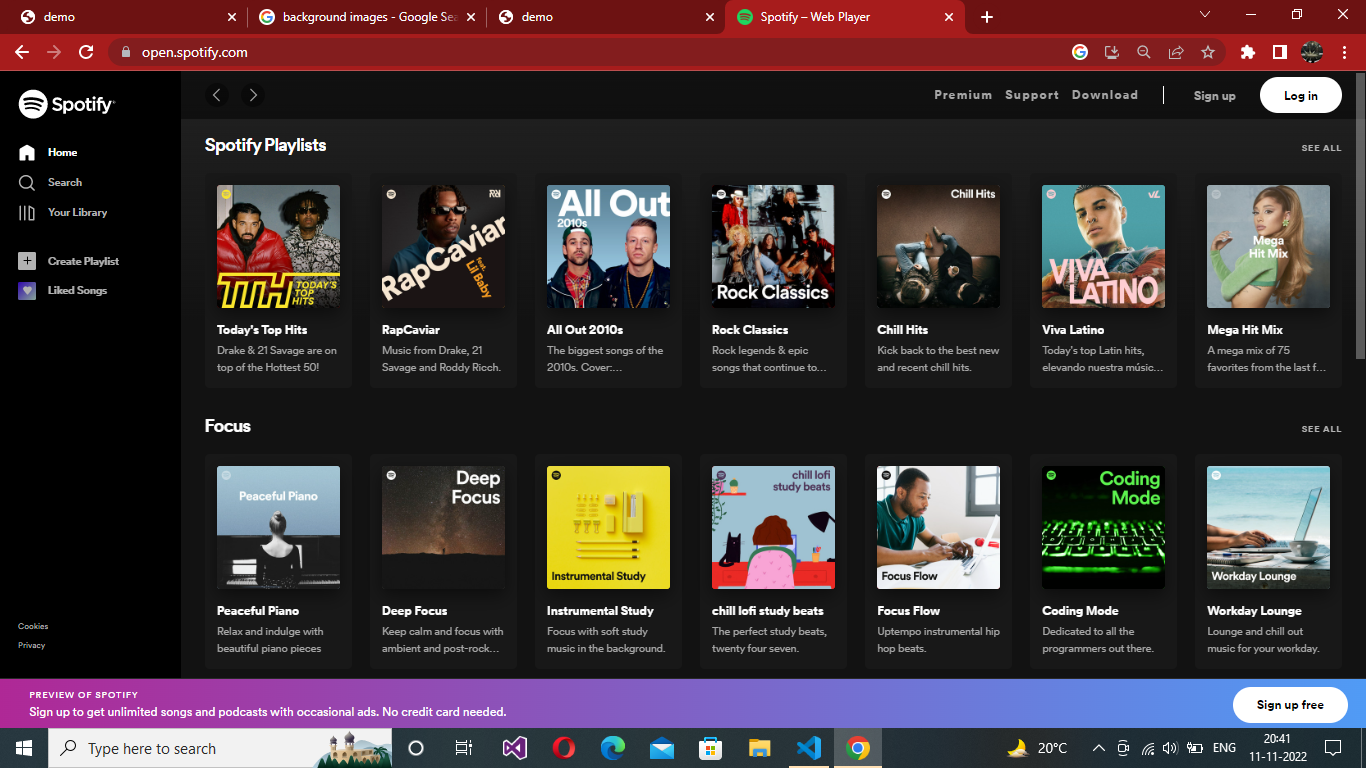 demo
background images - Google Sea
demo
Spotify – Web Player
open.spotify.com
Spotify
Premium Support Download Sign up Log in
Home
Search
Your Library
Create Playlist
Liked Songs
Cookies
Privacy
Spotify Playlists
SEE ALL
TTH TODAY'S TOP HITS
RapCaviar
feat. Lil Baby
All Out
2010s
Rock Classics
Chill Hits
VL
VIVA
LATINO
Mega
Hit Mix
Today's Top Hits
Drake & 21 Savage are on
top of the Hottest 50!
RapCaviar
Music from Drake, 21
Savage and Roddy Ricch.
All Out 2010s
The biggest songs of the
2010s. Cover:...
Rock Classics
Rock legends & epic
songs that continue to...
Chill Hits
Kick back to the best new
and recent chill hits.
Viva Latino
Today's top Latin hits,
elevando nuestra músic...
Mega Hit Mix
A mega mix of 75
favorites from the last f...
Focus
SEE ALL
Peaceful Piano
Deep
Focus
Instrumental Study
chill lofi
study beats
Focus Flow
Coding
Mode
Workday Lounge
Peaceful Piano
Relax and indulge with
beautiful piano pieces
Deep Focus
Keep calm and focus with
ambient and post-rock...
Instrumental Study
Focus with soft study
music in the background.
chill lofi study beats
The perfect study beats,
twenty four seven.
Focus Flow
Uptempo instrumental hip
hop beats.
Coding Mode
Dedicated to all the
programmers out there.
Workday Lounge
Lounge and chill out
music for your workday.
PREVIEW OF SPOTIFY
Sign up to get unlimited songs and podcasts with occasional ads. No credit card needed.
Sign up free
Type here to search
20°C
ENG
20:41
11-11-2022